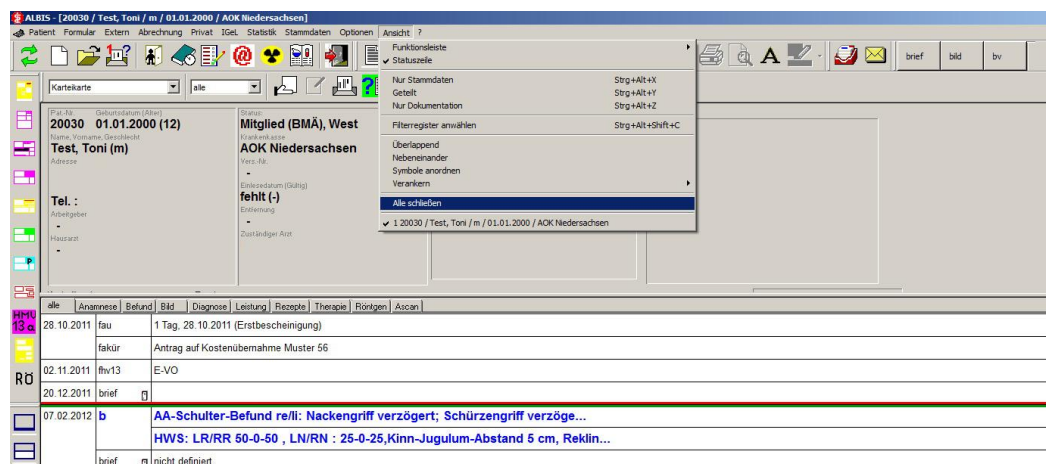 ALBIS - [20030 / Test, Toni / m / 01.01.2000 / AOK Niedersachsen]
Patient Formular Extern Abrechnung Privat IGeL Statistik Stammdaten Optionen Ansicht ?
Funktionsleiste
Statuszeile
Nur Stammdaten Strg+Alt+X
Geteilt Strg+Alt+Y
Nur Dokumentation Strg+Alt+Z
Filterregister anwählen Strg+Alt+Shift+C
Überlappend
Nebeneinander
Symbole anordnen
Verankern
Alle schließen
1 20030 / Test, Toni / m / 01.01.2000 / AOK Niedersachsen
A brief bild bv
Karteikarte alle ?
Pat.-Nr. Geburtsdatum (Alter)
20030 01.01.2000 (12)
Name, Vorname, Geschlecht
Test, Toni (m)
Adresse
Tel. :
Arbeitgeber
-
Hausarzt
-
Status:
Mitglied (BMÄ), West
Krankenkasse
AOK Niedersachsen
Vers.-Nr.
-
Einlesedatum (Gültig)
fehlt (-)
Entfernung
-
Zuständiger Arzt
P
HMV
13 a
RÖ
alle Anamnese Befund Bild Diagnose Leistung Rezepte Therapie Röntgen Ascan
28.10.2011 fau 1 Tag, 28.10.2011 (Erstbescheinigung)
fakür Antrag auf Kostenübernahme Muster 56
02.11.2011 fhv13 E-VO
20.12.2011 brief
07.02.2012 b AA-Schulter-Befund re/li: Nackengriff verzögert; Schürzengriff verzöge...
HWS: LR/RR 50-0-50 , LN/RN : 25-0-25,Kinn-Jugulum-Abstand 5 cm, Reklin...
brief nicht definiert